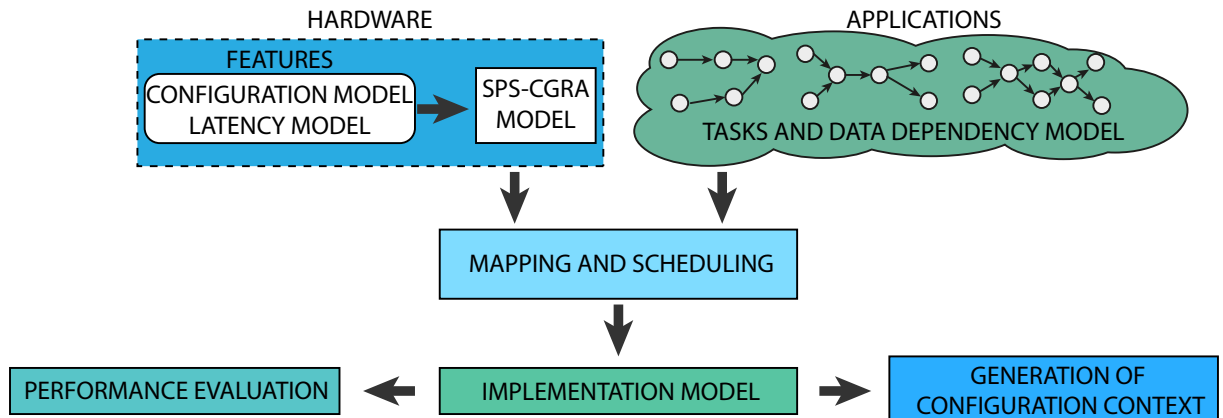 HARDWARE
APPLICATIONS
FEATURES
CONFIGURATION MODEL
LATENCY MODEL
SPS-CGRA
MODEL
TASKS AND DATA DEPENDENCY MODEL
MAPPING AND SCHEDULING
PERFORMANCE EVALUATION
IMPLEMENTATION MODEL
GENERATION OF
CONFIGURATION CONTEXT